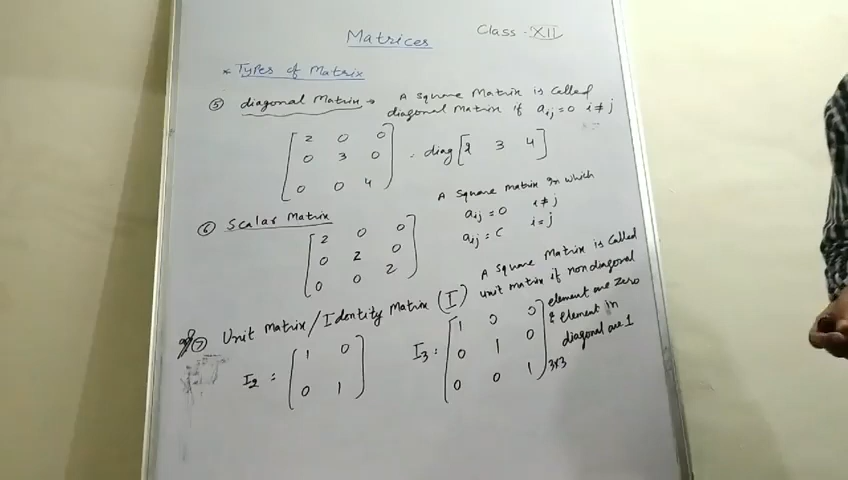 Matrices
Class - XII
* Types of Matrix
⑤ diagonal Matrix → A Square Matrix is Called
diagonal Matrix if aij = 0 i ≠ j
[2 0 0
0 3 0
0 0 4] = diag [2 3 4]
⑥ Scalar Matrix
A Square matrix in which
aij = 0 i ≠ j
aij = C i = j
[2 0 0
0 2 0
0 0 2]
⑦ Unit Matrix / Identity Matrix (I)
A Square Matrix is Called
unit matrix if nondiagonal
element are zero
& element in
diagonal are 1
I2 = [1 0
0 1]
I3 = [1 0 0
0 1 0
0 0 1] 3x3